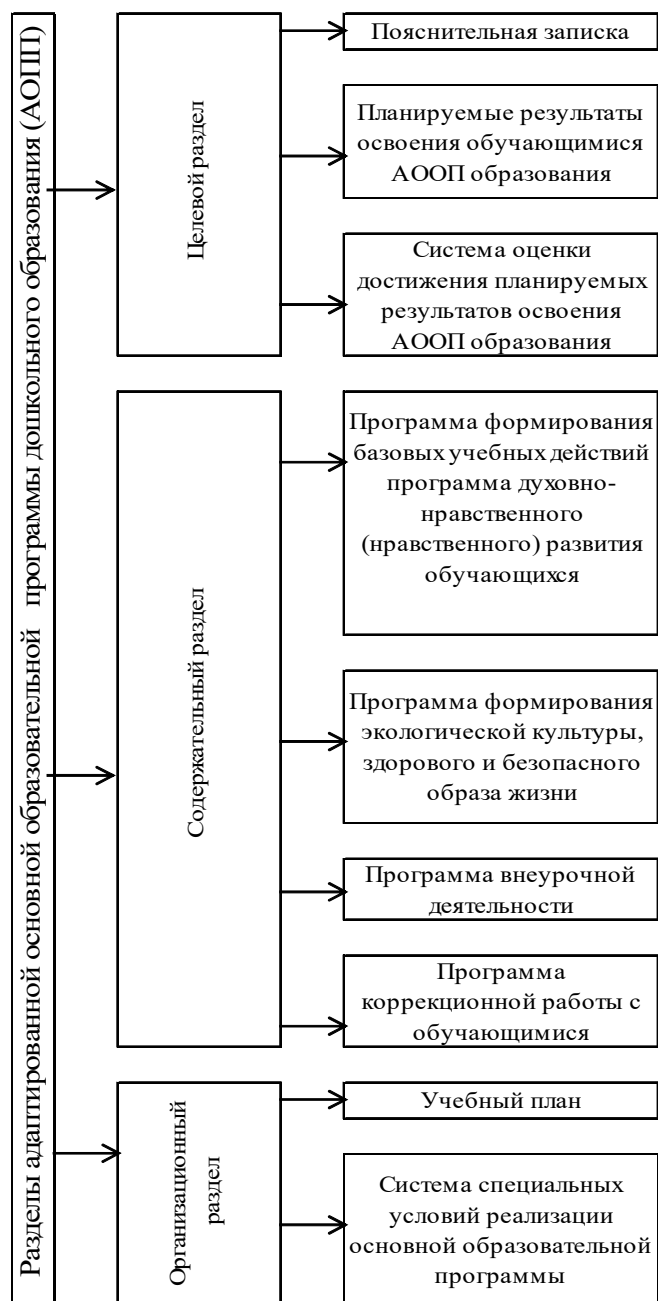 Разделы адаптированной основной образовательной программы дошкольного образования (АОПП)
Целевой раздел
Пояснительная записка
Планируемые результаты
освоения обучающимися
АООП образования
Система оценки
достижения планируемых
результатов освоения
АООП образования
Содержательный раздел
Программа формирования
базовых учебных действий
программа духовно-
нравственного
(нравственного) развития
обучающихся
Программа формирования
экологической культуры,
здорового и безопасного
образа жизни
Программа внеурочной
деятельности
Программа
коррекционной работы с
обучающимися
Организационный
раздел
Учебный план
Система специальных
условий реализации
основной образовательной
программы